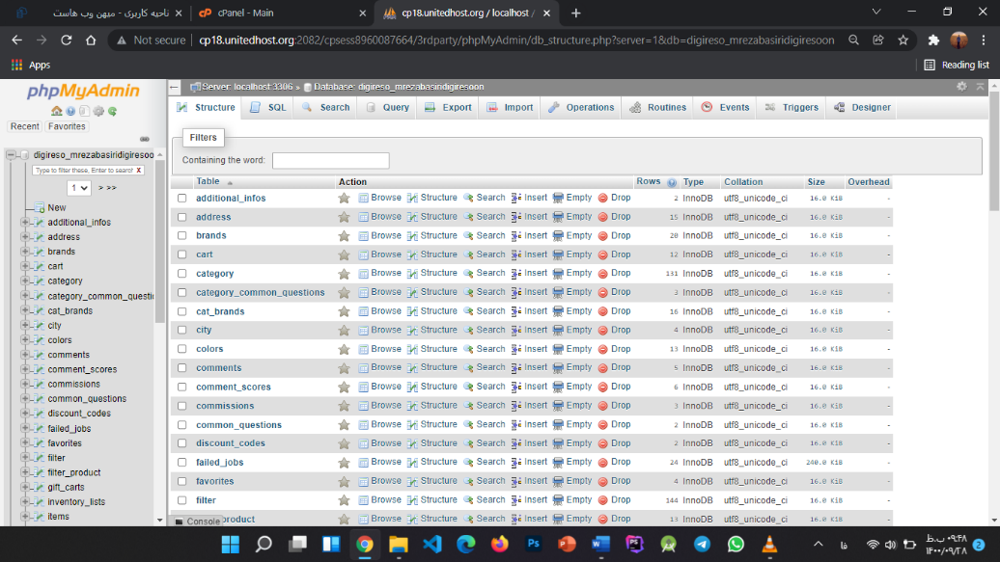 ناحیه کاربری - میهن وب هاست
cPanel - Main
cp18.unitedhost.org / localhost /
Not secure | cp18.unitedhost.org:2082/cpsess8960087664/3rdparty/phpMyAdmin/db_structure.php?server=1&db=digireso_mrezabasiridigiresoon
Apps
Reading list
phpMyAdmin
Recent Favorites
digireso_mrezabasiridigiresoo
Type to filter these, Enter to search X
1 > >>
New
additional_infos
address
brands
cart
category
category_common_questi
cat_brands
city
colors
comments
comment_scores
commissions
common_questions
discount_codes
failed_jobs
favorites
filter
filter_product
gift_carts
inventory_lists
items
Server: localhost:3306 » Database: digireso_mrezabasiridigiresoon
Structure SQL Search Query Export Import Operations Routines Events Triggers Designer
Filters
Containing the word:
Table Action Rows Type Collation Size Overhead
additional_infos Browse Structure Search Insert Empty Drop 2 InnoDB utf8_unicode_ci 16.0 KiB -
address Browse Structure Search Insert Empty Drop 15 InnoDB utf8_unicode_ci 16.0 KiB -
brands Browse Structure Search Insert Empty Drop 20 InnoDB utf8_unicode_ci 16.0 KiB -
cart Browse Structure Search Insert Empty Drop 12 InnoDB utf8_unicode_ci 16.0 KiB -
category Browse Structure Search Insert Empty Drop 131 InnoDB utf8_unicode_ci 16.0 KiB -
category_common_questions Browse Structure Search Insert Empty Drop 3 InnoDB utf8_unicode_ci 16.0 KiB -
cat_brands Browse Structure Search Insert Empty Drop 16 InnoDB utf8_unicode_ci 16.0 KiB -
city Browse Structure Search Insert Empty Drop 4 InnoDB utf8_unicode_ci 16.0 KiB -
colors Browse Structure Search Insert Empty Drop 13 InnoDB utf8_unicode_ci 16.0 KiB -
comments Browse Structure Search Insert Empty Drop 5 InnoDB utf8_unicode_ci 16.0 KiB -
comment_scores Browse Structure Search Insert Empty Drop 6 InnoDB utf8_unicode_ci 16.0 KiB -
commissions Browse Structure Search Insert Empty Drop 3 InnoDB utf8_unicode_ci 16.0 KiB -
common_questions Browse Structure Search Insert Empty Drop 2 InnoDB utf8_unicode_ci 16.0 KiB -
discount_codes Browse Structure Search Insert Empty Drop 2 InnoDB utf8_unicode_ci 16.0 KiB -
failed_jobs Browse Structure Search Insert Empty Drop 24 InnoDB utf8_unicode_ci 240.0 KiB -
favorites Browse Structure Search Insert Empty Drop 4 InnoDB utf8_unicode_ci 16.0 KiB -
filter Browse Structure Search Insert Empty Drop 144 InnoDB utf8_unicode_ci 16.0 KiB -
product Browse Structure Search Insert Empty Drop 13 InnoDB utf8_unicode_ci 16.0 KiB -
Console
فا
۰۹:۴۸ ب.ظ
۱۴۰۰/۰۹/۲۸
2